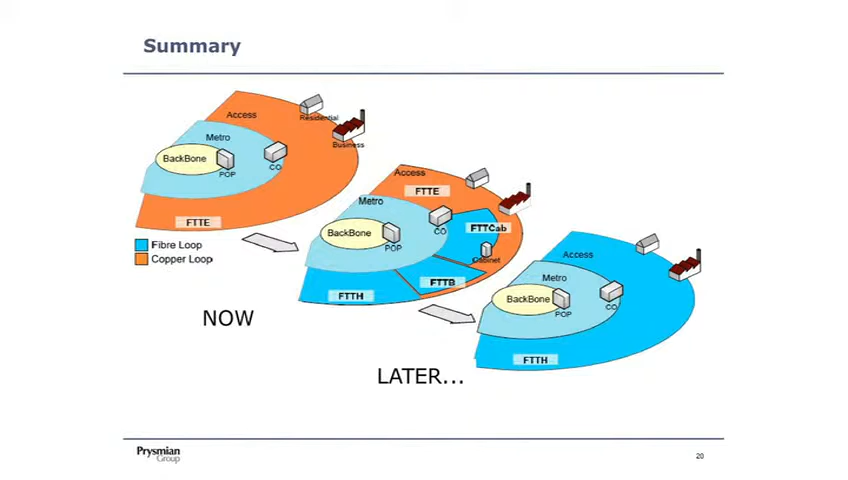 Summary
Access
Residential
Metro
Business
BackBone
POP
CO
FTTE
Fibre Loop
Copper Loop
NOW
Access
FTTE
Metro
CO
FTTCab
BackBone
POP
Cabinet
FTTB
FTTH
LATER...
Access
Metro
BackBone
CO
POP
FTTH
Prysmian
Group
20